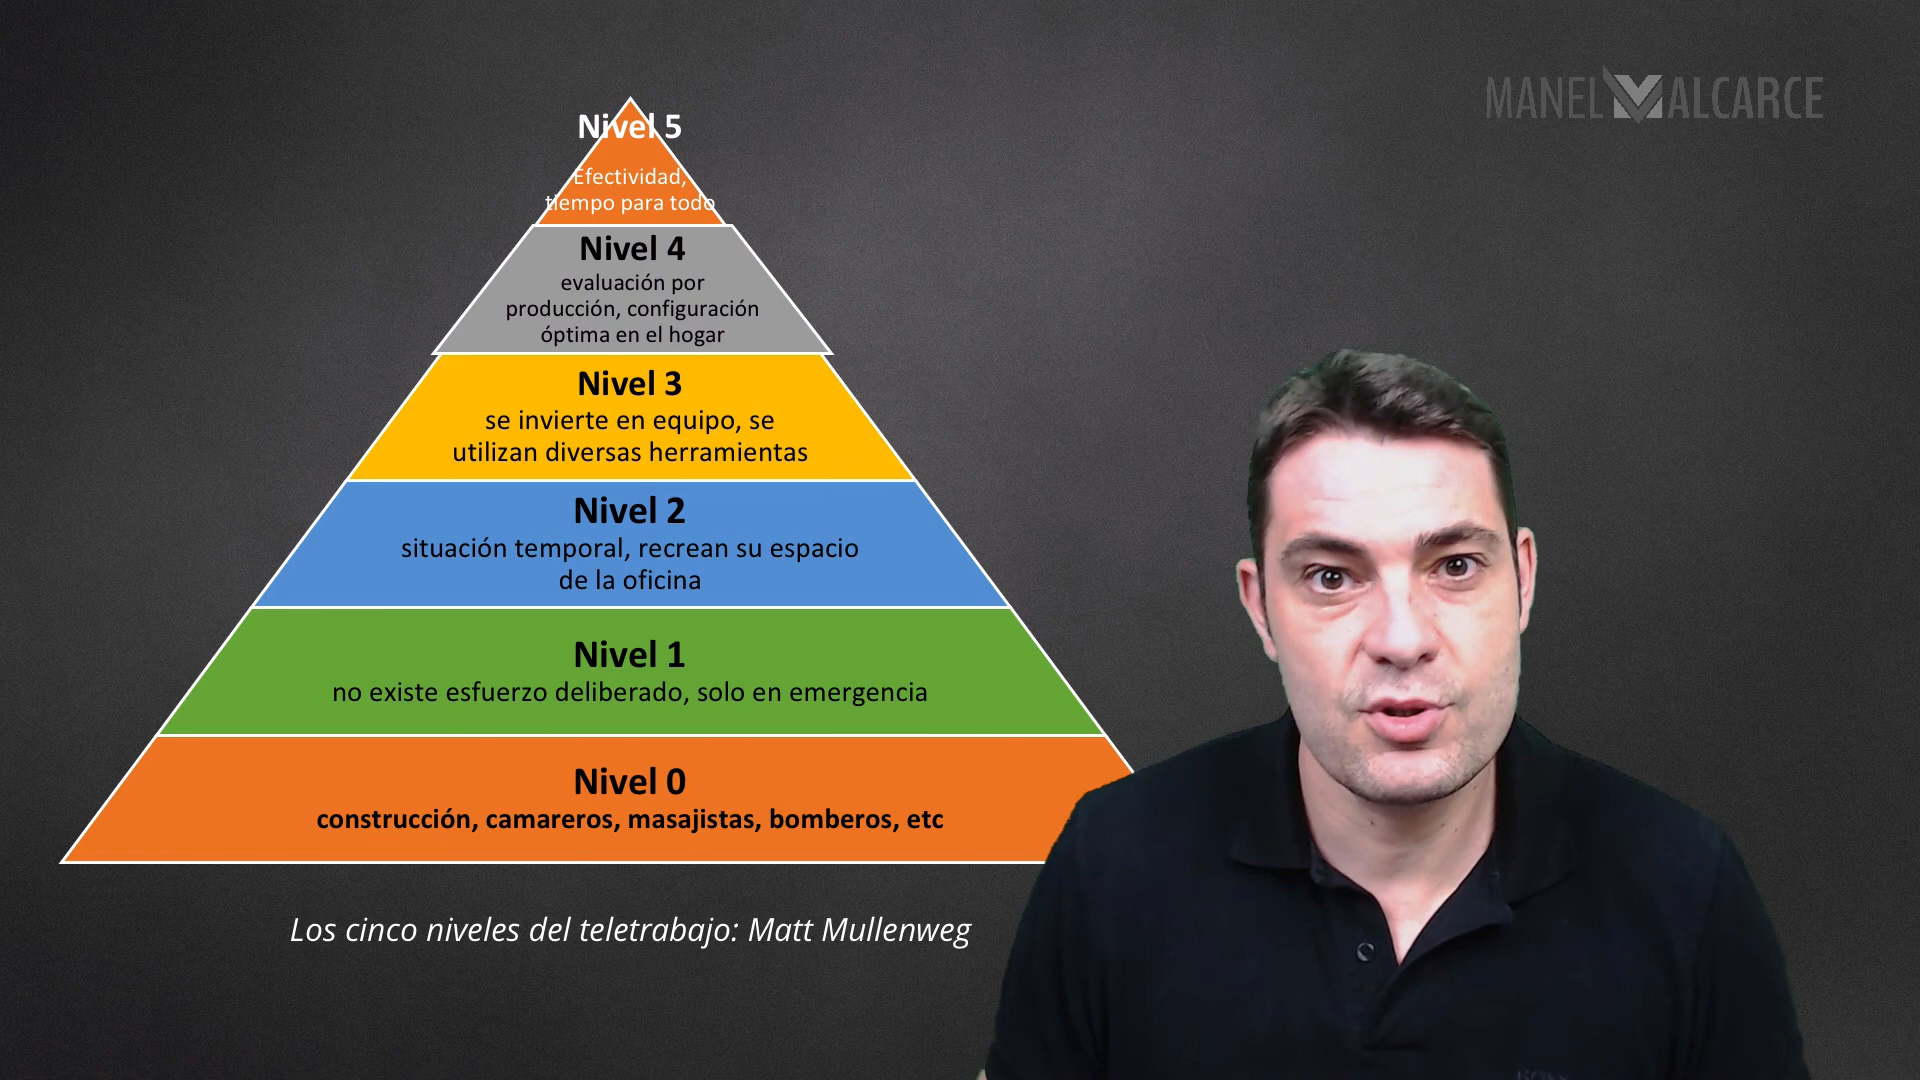 MANEL VALCARCE
Nivel 5
Efectividad,
tiempo para todo
Nivel 4
evaluación por
producción, configuración
óptima en el hogar
Nivel 3
se invierte en equipo, se
utilizan diversas herramientas
Nivel 2
situación temporal, recrean su espacio
de la oficina
Nivel 1
no existe esfuerzo deliberado, solo en emergencia
Nivel 0
construcción, camareros, masajistas, bomberos, etc
Los cinco niveles del teletrabajo: Matt Mullenweg